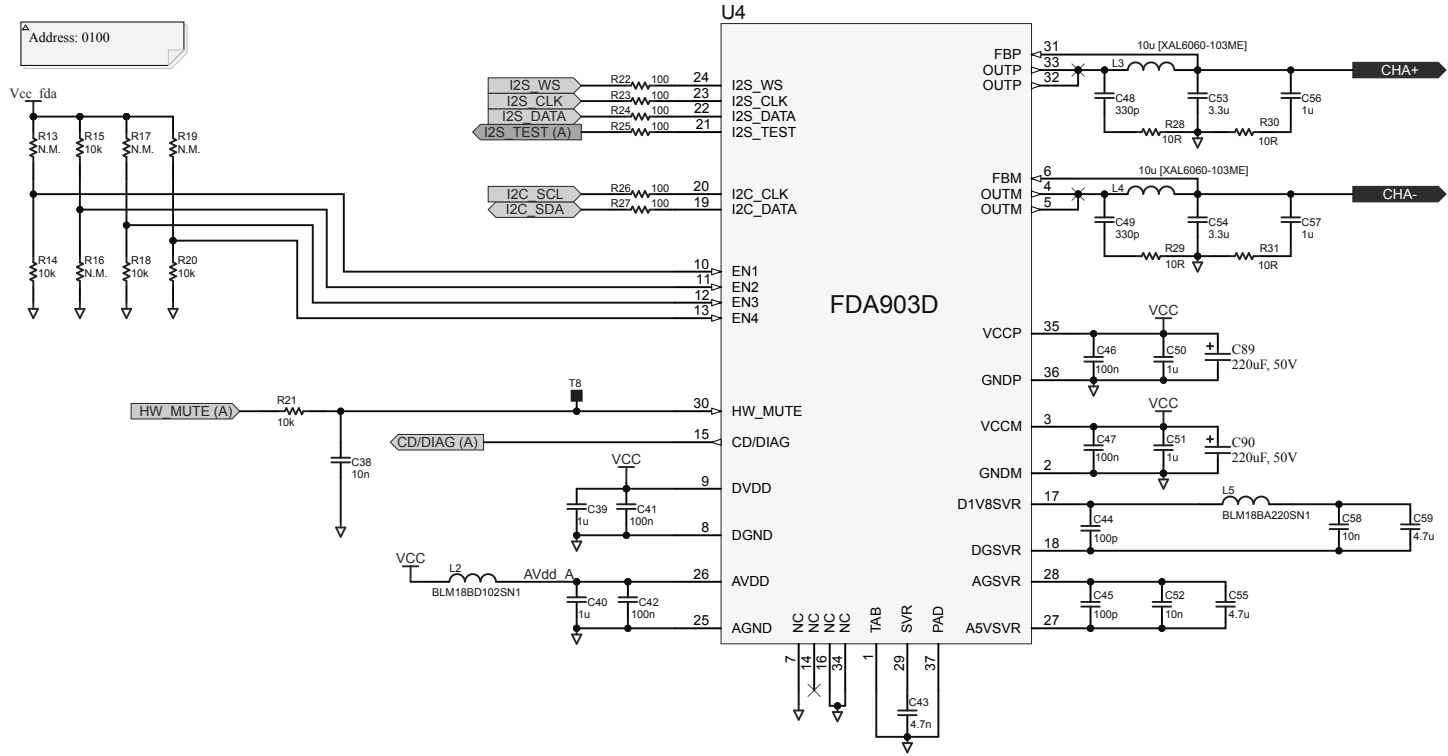 U4
Address: 0100
Vcc_fda
R13
N.M.
R15
10k
R17
N.M.
R19
N.M.
R14
10k
R16
N.M.
R18
10k
R20
10k
I2S_WS
R22
100
24
I2S_WS
I2S_CLK
R23
100
23
I2S_CLK
I2S_DATA
R24
100
22
I2S_DATA
I2S_TEST (A)
R25
100
21
I2S_TEST
I2C_SCL
R26
100
20
I2C_CLK
I2C_SDA
R27
100
19
I2C_DATA
10
EN1
11
EN2
12
EN3
13
EN4
HW_MUTE (A)
R21
10k
T8
30
HW_MUTE
C38
10n
CD/DIAG (A)
15
CD/DIAG
VCC
9
DVDD
C39
1u
C41
100n
8
DGND
VCC
L2
BLM18BD102SN1
AVdd_A
26
AVDD
C40
1u
C42
100n
25
AGND
FDA903D
NC
NC
NC
NC
TAB
SVR
PAD
7
14
16
34
1
29
37
C43
4.7n
FBP
31
OUTP
33
OUTP
32
10u [XAL6060-103ME]
L3
CHA+
C48
330p
C53
3.3u
C56
1u
R28
10R
R30
10R
FBM
6
OUTM
4
OUTM
5
10u [XAL6060-103ME]
L4
CHA-
C49
330p
C54
3.3u
C57
1u
R29
10R
R31
10R
VCCP
35
VCC
C46
100n
C50
1u
+
C89
220uF, 50V
GNDP
36
VCCM
3
VCC
C47
100n
C51
1u
+
C90
220uF, 50V
GNDM
2
D1V8SVR
17
L5
BLM18BA220SN1
C44
100p
C58
10n
C59
4.7u
DGSVR
18
AGSVR
28
C45
100p
C52
10n
C55
4.7u
A5VSVR
27